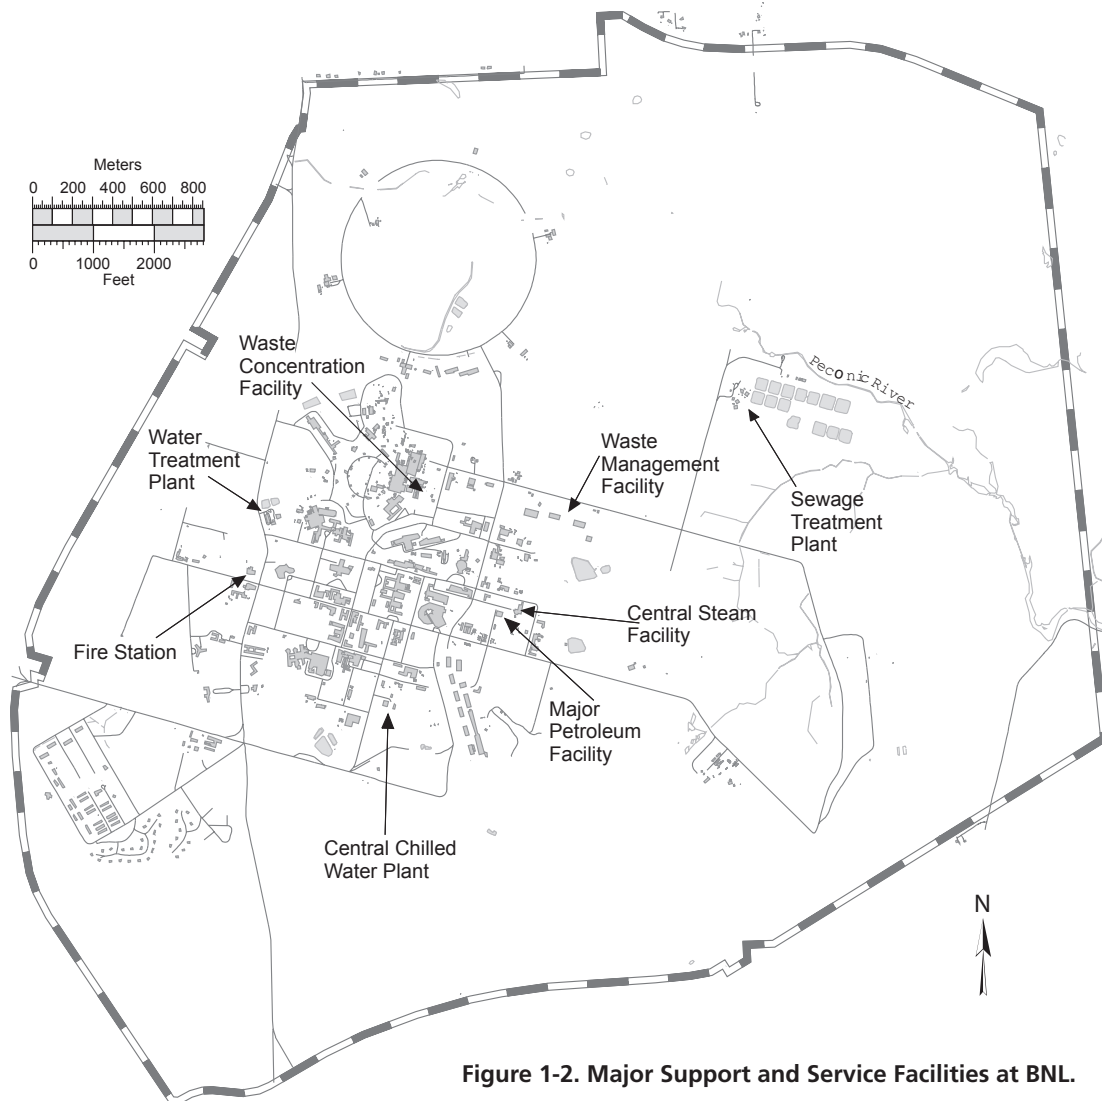 Meters
0 200 400 600 800
0 1000 2000
Feet
Waste
Concentration
Facility
Peconic River
Water
Treatment
Plant
Waste
Management
Facility
Sewage
Treatment
Plant
Central Steam
Facility
Fire Station
Major
Petroleum
Facility
Central Chilled
Water Plant
N
Figure 1-2. Major Support and Service Facilities at BNL.